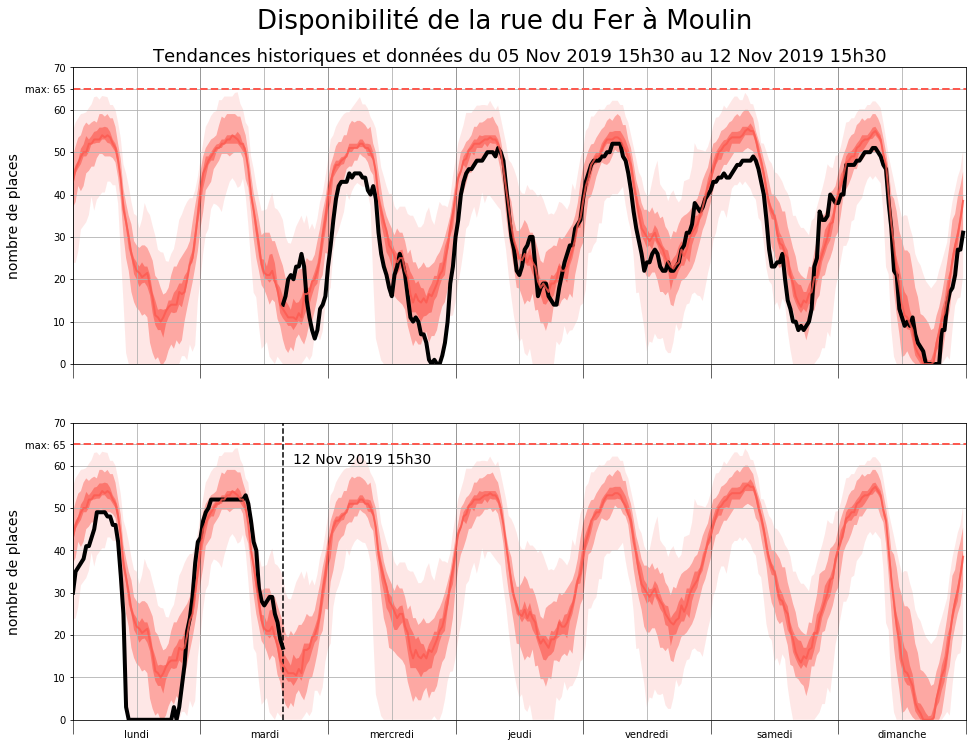 Disponibilité de la rue du Fer à Moulin
Tendances historiques et données du 05 Nov 2019 15h30 au 12 Nov 2019 15h30
70
max: 65
60
50
40
30
20
10
0
nombre de places
70
max: 65
60
50
40
30
20
10
0
nombre de places
12 Nov 2019 15h30
lundi mardi mercredi jeudi vendredi samedi dimanche